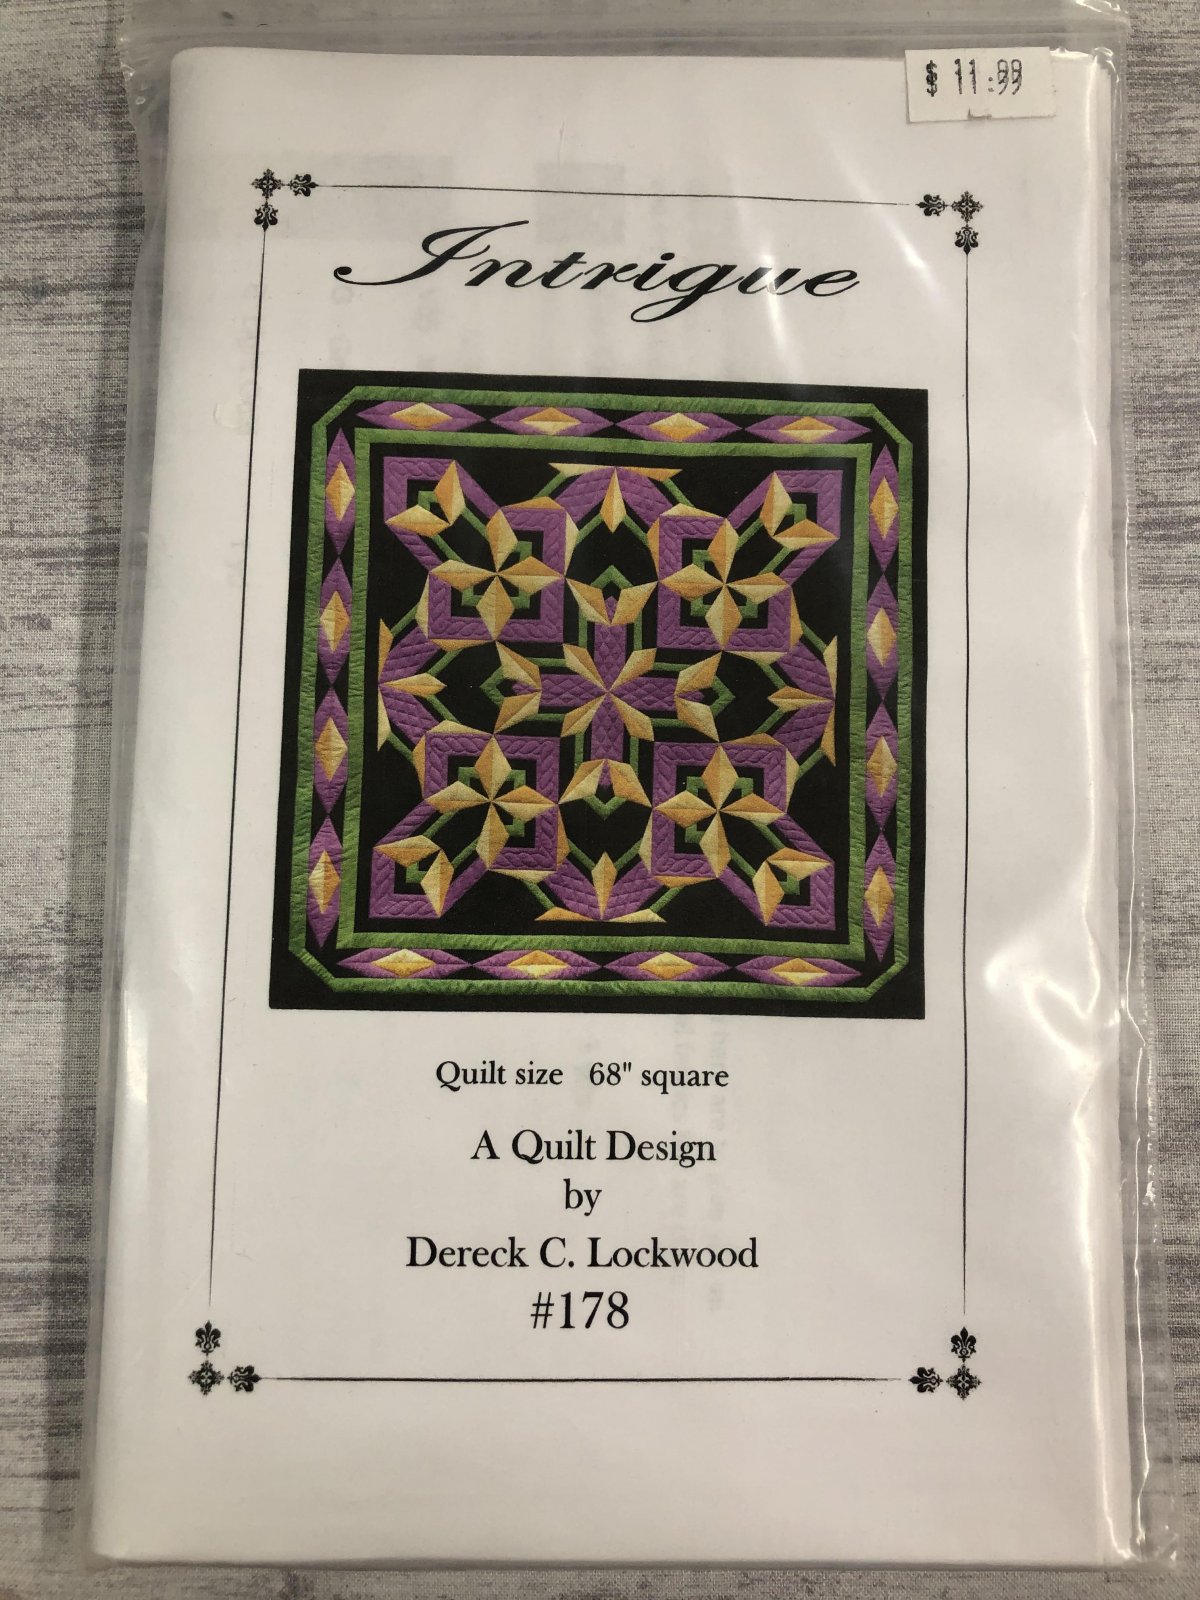 $ 11.99
Intrigue
Quilt size 68" square
A Quilt Design
by
Dereck C. Lockwood
#178